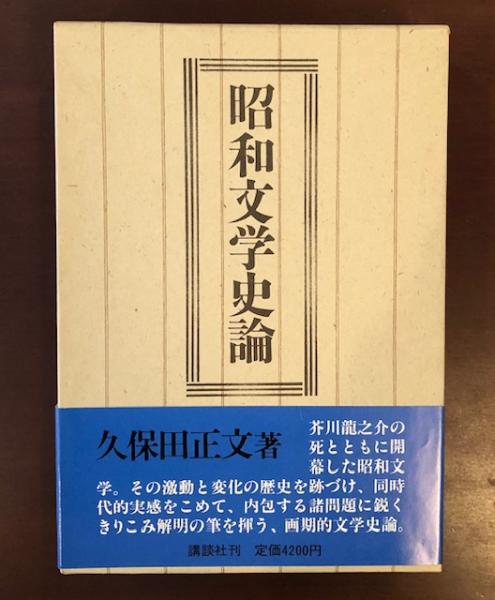 昭和文学史論
久保田正文著
芥川龍之介の
死とともに開
幕した昭和文
学。その激動と変化の歴史を跡づけ、同時
代的実感をこめて、内包する諸問題に鋭く
きりこみ解明の筆を揮う、画期的文学史論。
講談社刊 定価4200円